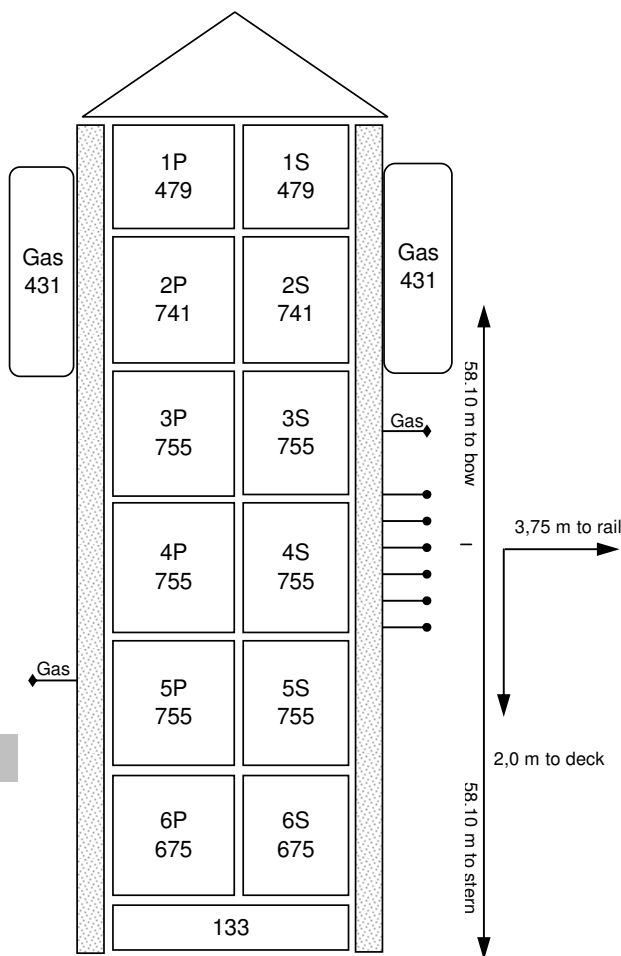 1P
479
1S
479
Gas
431
Gas
431
2P
741
2S
741
3P
755
3S
755
Gas
58.10 m to bow
I
3,75 m to rail
4P
755
4S
755
Gas
5P
755
5S
755
2,0 m to deck
58.10 m to stern
6P
675
6S
675
133